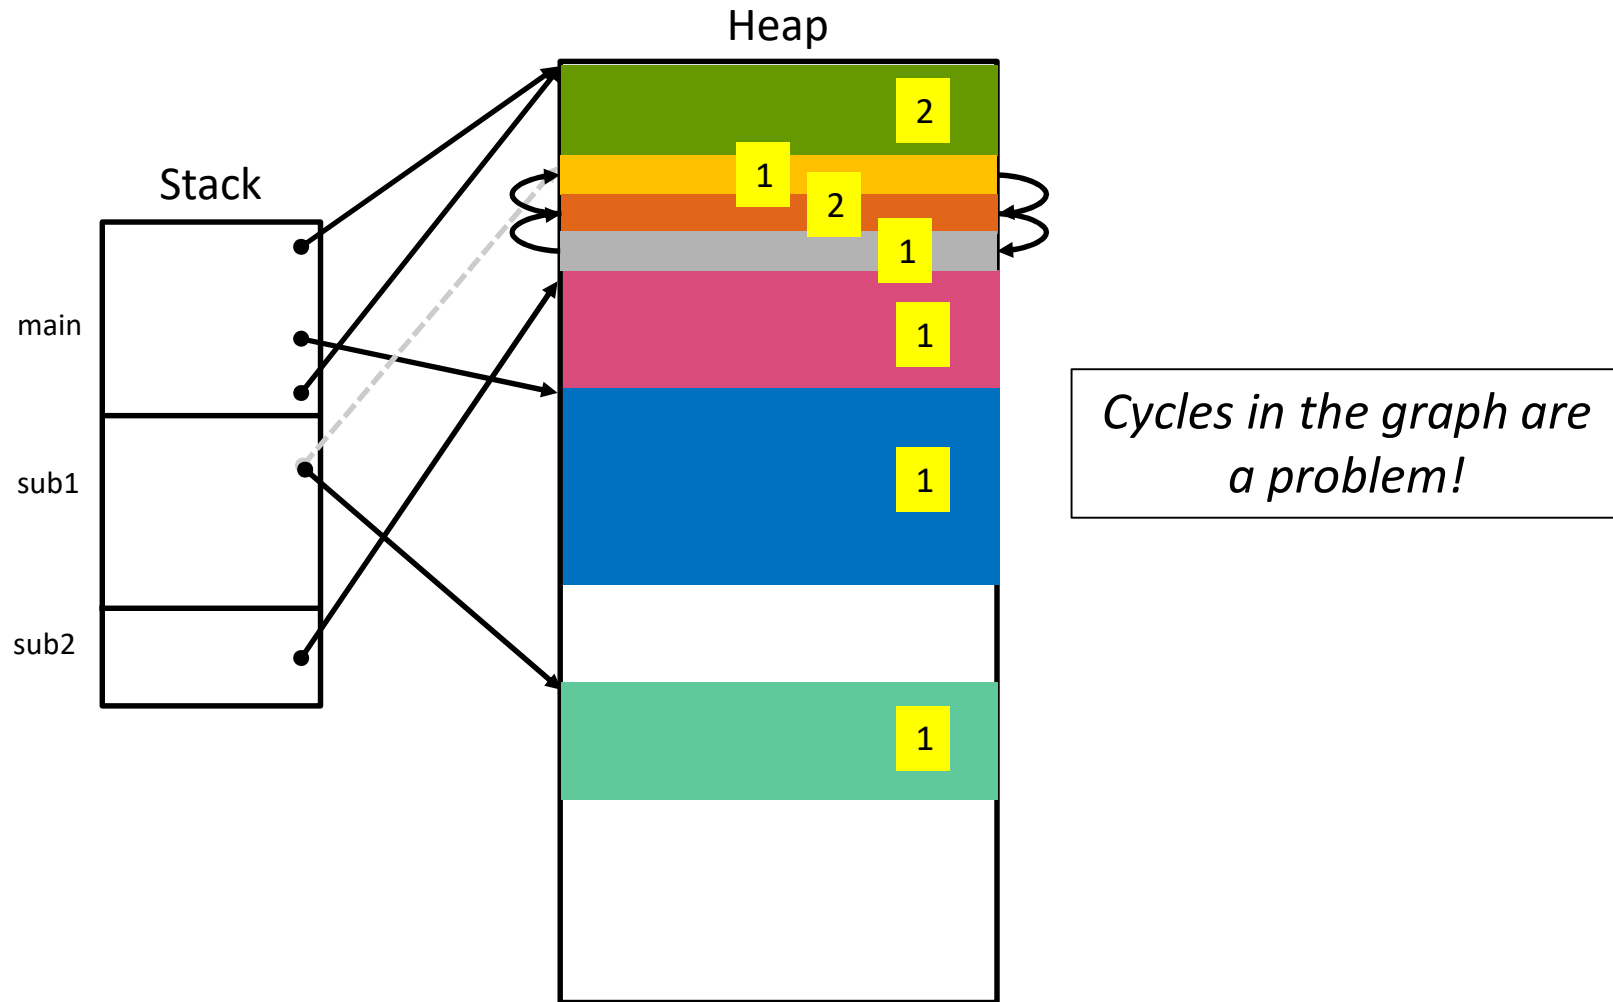 Heap
2
Stack
1
2
1
main
1
Cycles in the graph are
a problem!
sub1
1
sub2
1